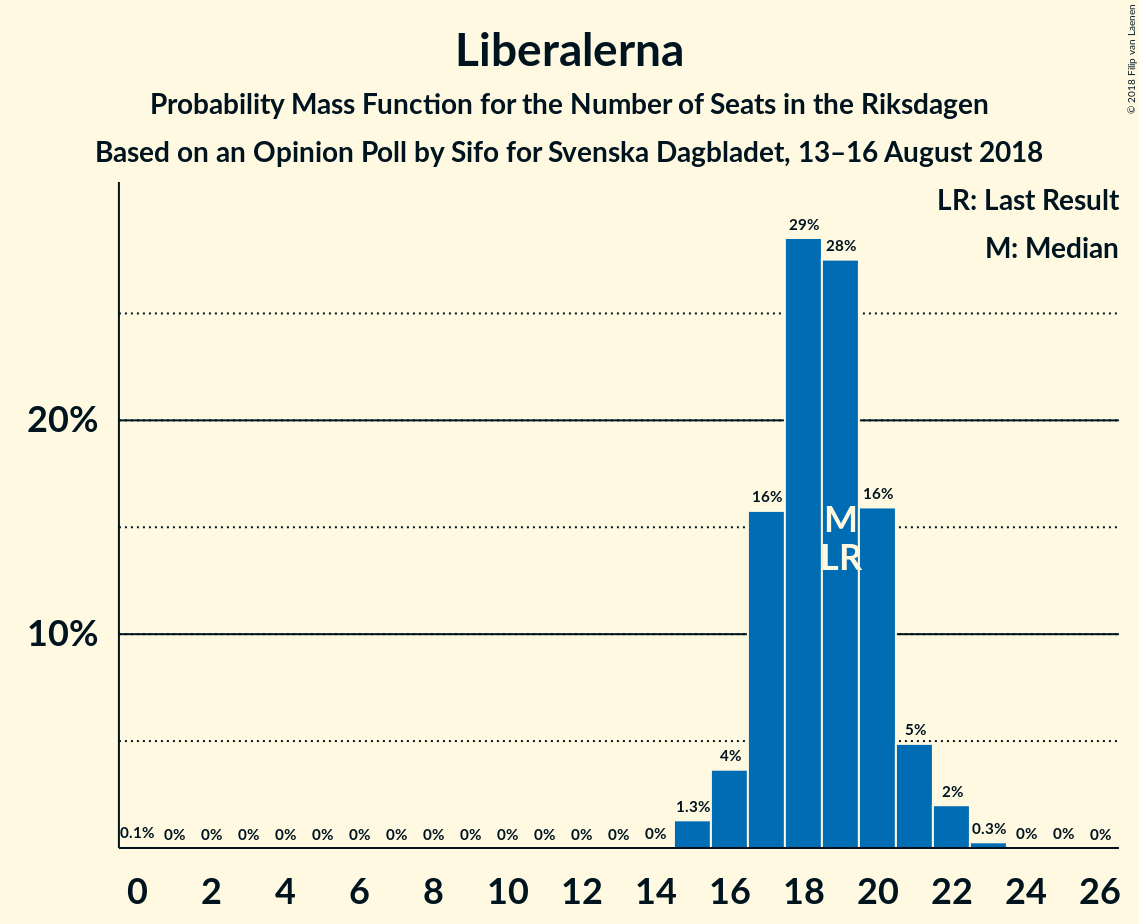 Liberalerna
Probability Mass Function for the Number of Seats in the Riksdagen
Based on an Opinion Poll by Sifo for Svenska Dagbladet, 13–16 August 2018
© 2018 Filip van Laenen
LR: Last Result
M: Median
20%
10%
0.1% 0% 0% 0% 0% 0% 0% 0% 0% 0% 0% 0% 0% 0% 0% 1.3% 4% 16% 29% 28% 16% 5% 2% 0.3% 0% 0% 0%
M
LR
0 2 4 6 8 10 12 14 16 18 20 22 24 26